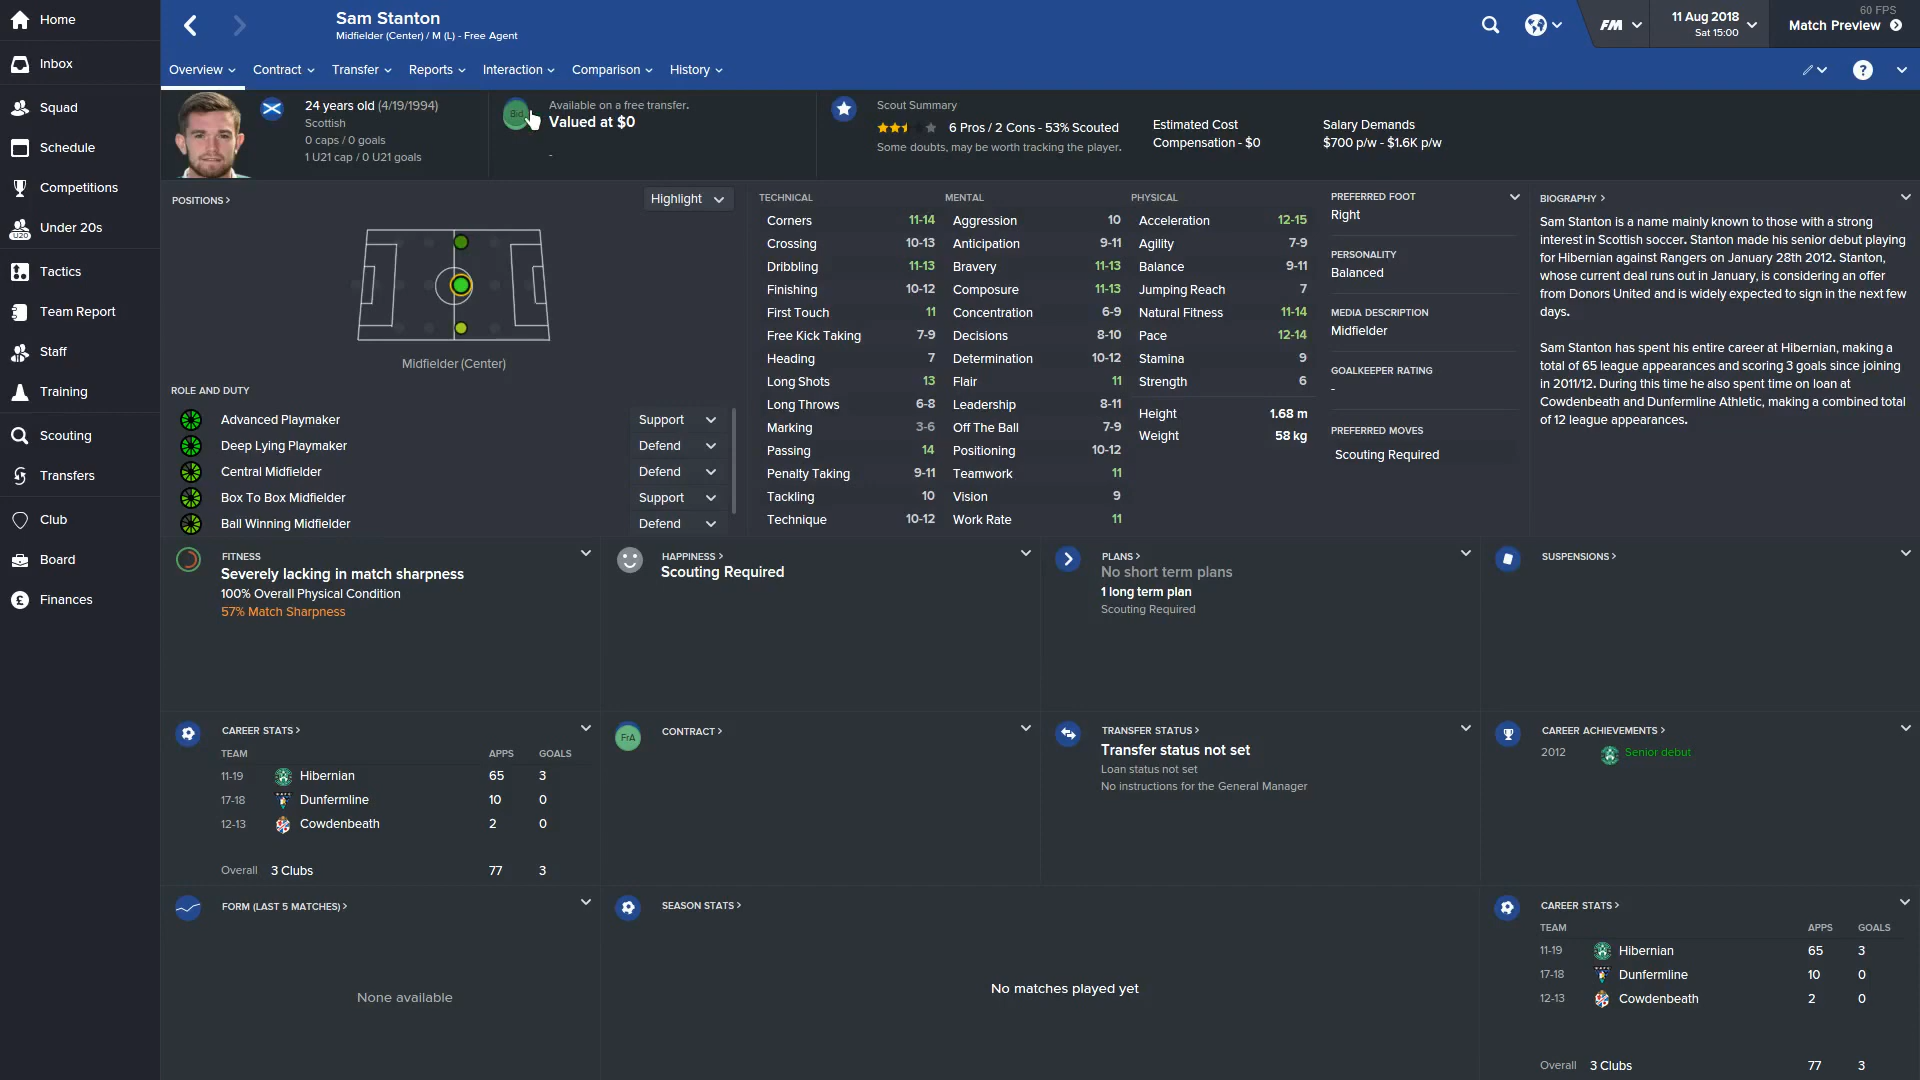 Home
Inbox
Squad
Schedule
Competitions
Under 20s
Tactics
Team Report
Staff
Training
Scouting
Transfers
Club
Board
Finances
Sam Stanton
Midfielder (Center) / M (L) - Free Agent
FM
11 Aug 2018
Sat 15:00
60 FPS
Match Preview
Overview Contract Transfer Reports Interaction Comparison History
24 years old (4/19/1994)
Scottish
0 caps / 0 goals
1 U21 cap / 0 U21 goals
Bid
Available on a free transfer.
Valued at $0
-
Scout Summary
6 Pros / 2 Cons - 53% Scouted
Some doubts, may be worth tracking the player.
Estimated Cost
Compensation - $0
Salary Demands
$700 p/w - $1.6K p/w
POSITIONS >
Highlight
Midfielder (Center)
ROLE AND DUTY
Advanced Playmaker Support
Deep Lying Playmaker Defend
Central Midfielder Defend
Box To Box Midfielder Support
Ball Winning Midfielder Defend
TECHNICAL
Corners 11-14
Crossing 10-13
Dribbling 11-13
Finishing 10-12
First Touch 11
Free Kick Taking 7-9
Heading 7
Long Shots 13
Long Throws 6-8
Marking 3-6
Passing 14
Penalty Taking 9-11
Tackling 10
Technique 10-12
MENTAL
Aggression 10
Anticipation 9-11
Bravery 11-13
Composure 11-13
Concentration 6-9
Decisions 8-10
Determination 10-12
Flair 11
Leadership 8-11
Off The Ball 7-9
Positioning 10-12
Teamwork 11
Vision 9
Work Rate 11
PHYSICAL
Acceleration 12-15
Agility 7-9
Balance 9-11
Jumping Reach 7
Natural Fitness 11-14
Pace 12-14
Stamina 9
Strength 6
Height 1.68 m
Weight 58 kg
PREFERRED FOOT
Right
PERSONALITY
Balanced
MEDIA DESCRIPTION
Midfielder
GOALKEEPER RATING
-
PREFERRED MOVES
Scouting Required
BIOGRAPHY >
Sam Stanton is a name mainly known to those with a strong
interest in Scottish soccer. Stanton made his senior debut playing
for Hibernian against Rangers on January 28th 2012. Stanton,
whose current deal runs out in January, is considering an offer
from Donors United and is widely expected to sign in the next few
days.
Sam Stanton has spent his entire career at Hibernian, making a
total of 65 league appearances and scoring 3 goals since joining
in 2011/12. During this time he also spent time on loan at
Cowdenbeath and Dunfermline Athletic, making a combined total
of 12 league appearances.
FITNESS
Severely lacking in match sharpness
100% Overall Physical Condition
57% Match Sharpness
HAPPINESS >
Scouting Required
PLANS >
No short term plans
1 long term plan
Scouting Required
SUSPENSIONS >
CAREER STATS >
TEAM APPS GOALS
11-19 Hibernian 65 3
17-18 Dunfermline 10 0
12-13 Cowdenbeath 2 0
Overall 3 Clubs 77 3
FrA
CONTRACT >
TRANSFER STATUS >
Transfer status not set
Loan status not set
No instructions for the General Manager
CAREER ACHIEVEMENTS >
2012 Senior debut
FORM (LAST 5 MATCHES) >
None available
SEASON STATS >
No matches played yet
CAREER STATS >
TEAM APPS GOALS
11-19 Hibernian 65 3
17-18 Dunfermline 10 0
12-13 Cowdenbeath 2 0
Overall 3 Clubs 77 3